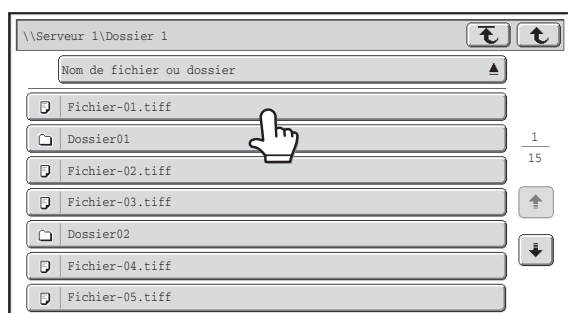 \\Serveur 1\Dossier 1
Nom de fichier ou dossier
Fichier-01.tiff
Dossier01
1
15
Fichier-02.tiff
Fichier-03.tiff
Dossier02
Fichier-04.tiff
Fichier-05.tiff